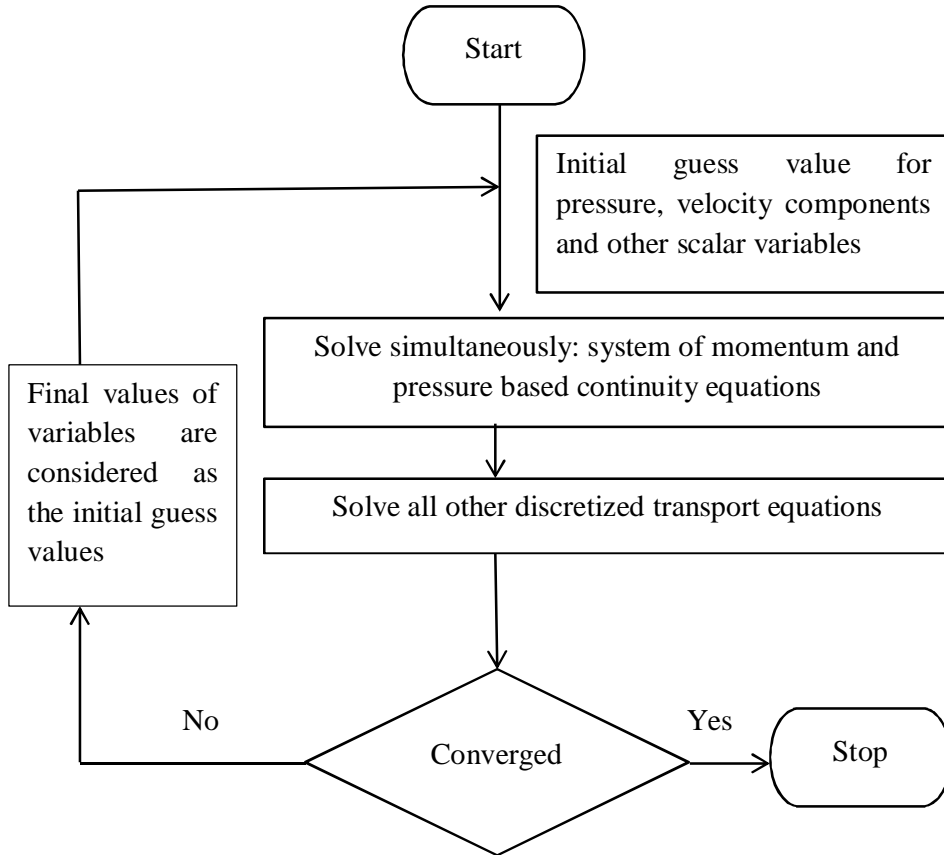 Start
Initial guess value for
pressure, velocity components
and other scalar variables
Solve simultaneously: system of momentum and
pressure based continuity equations
Final values of
variables are
considered as
the initial guess
values
Solve all other discretized transport equations
No
Yes
Converged
Stop